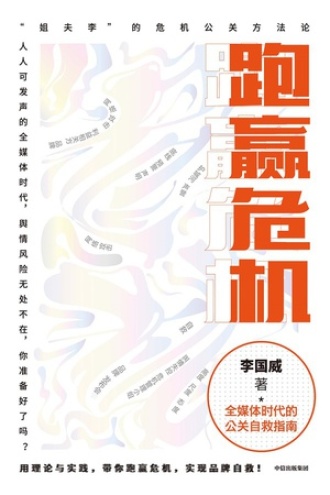 “姐夫李”的危机公关方法论
跑赢危机
人人可发声的全媒体时代，舆情风险无处不在，你准备好了吗？
李国威
著
全媒体时代的
公关自救指南
用理论与实践，带你跑赢危机，实现品牌自救！
中信出版集团